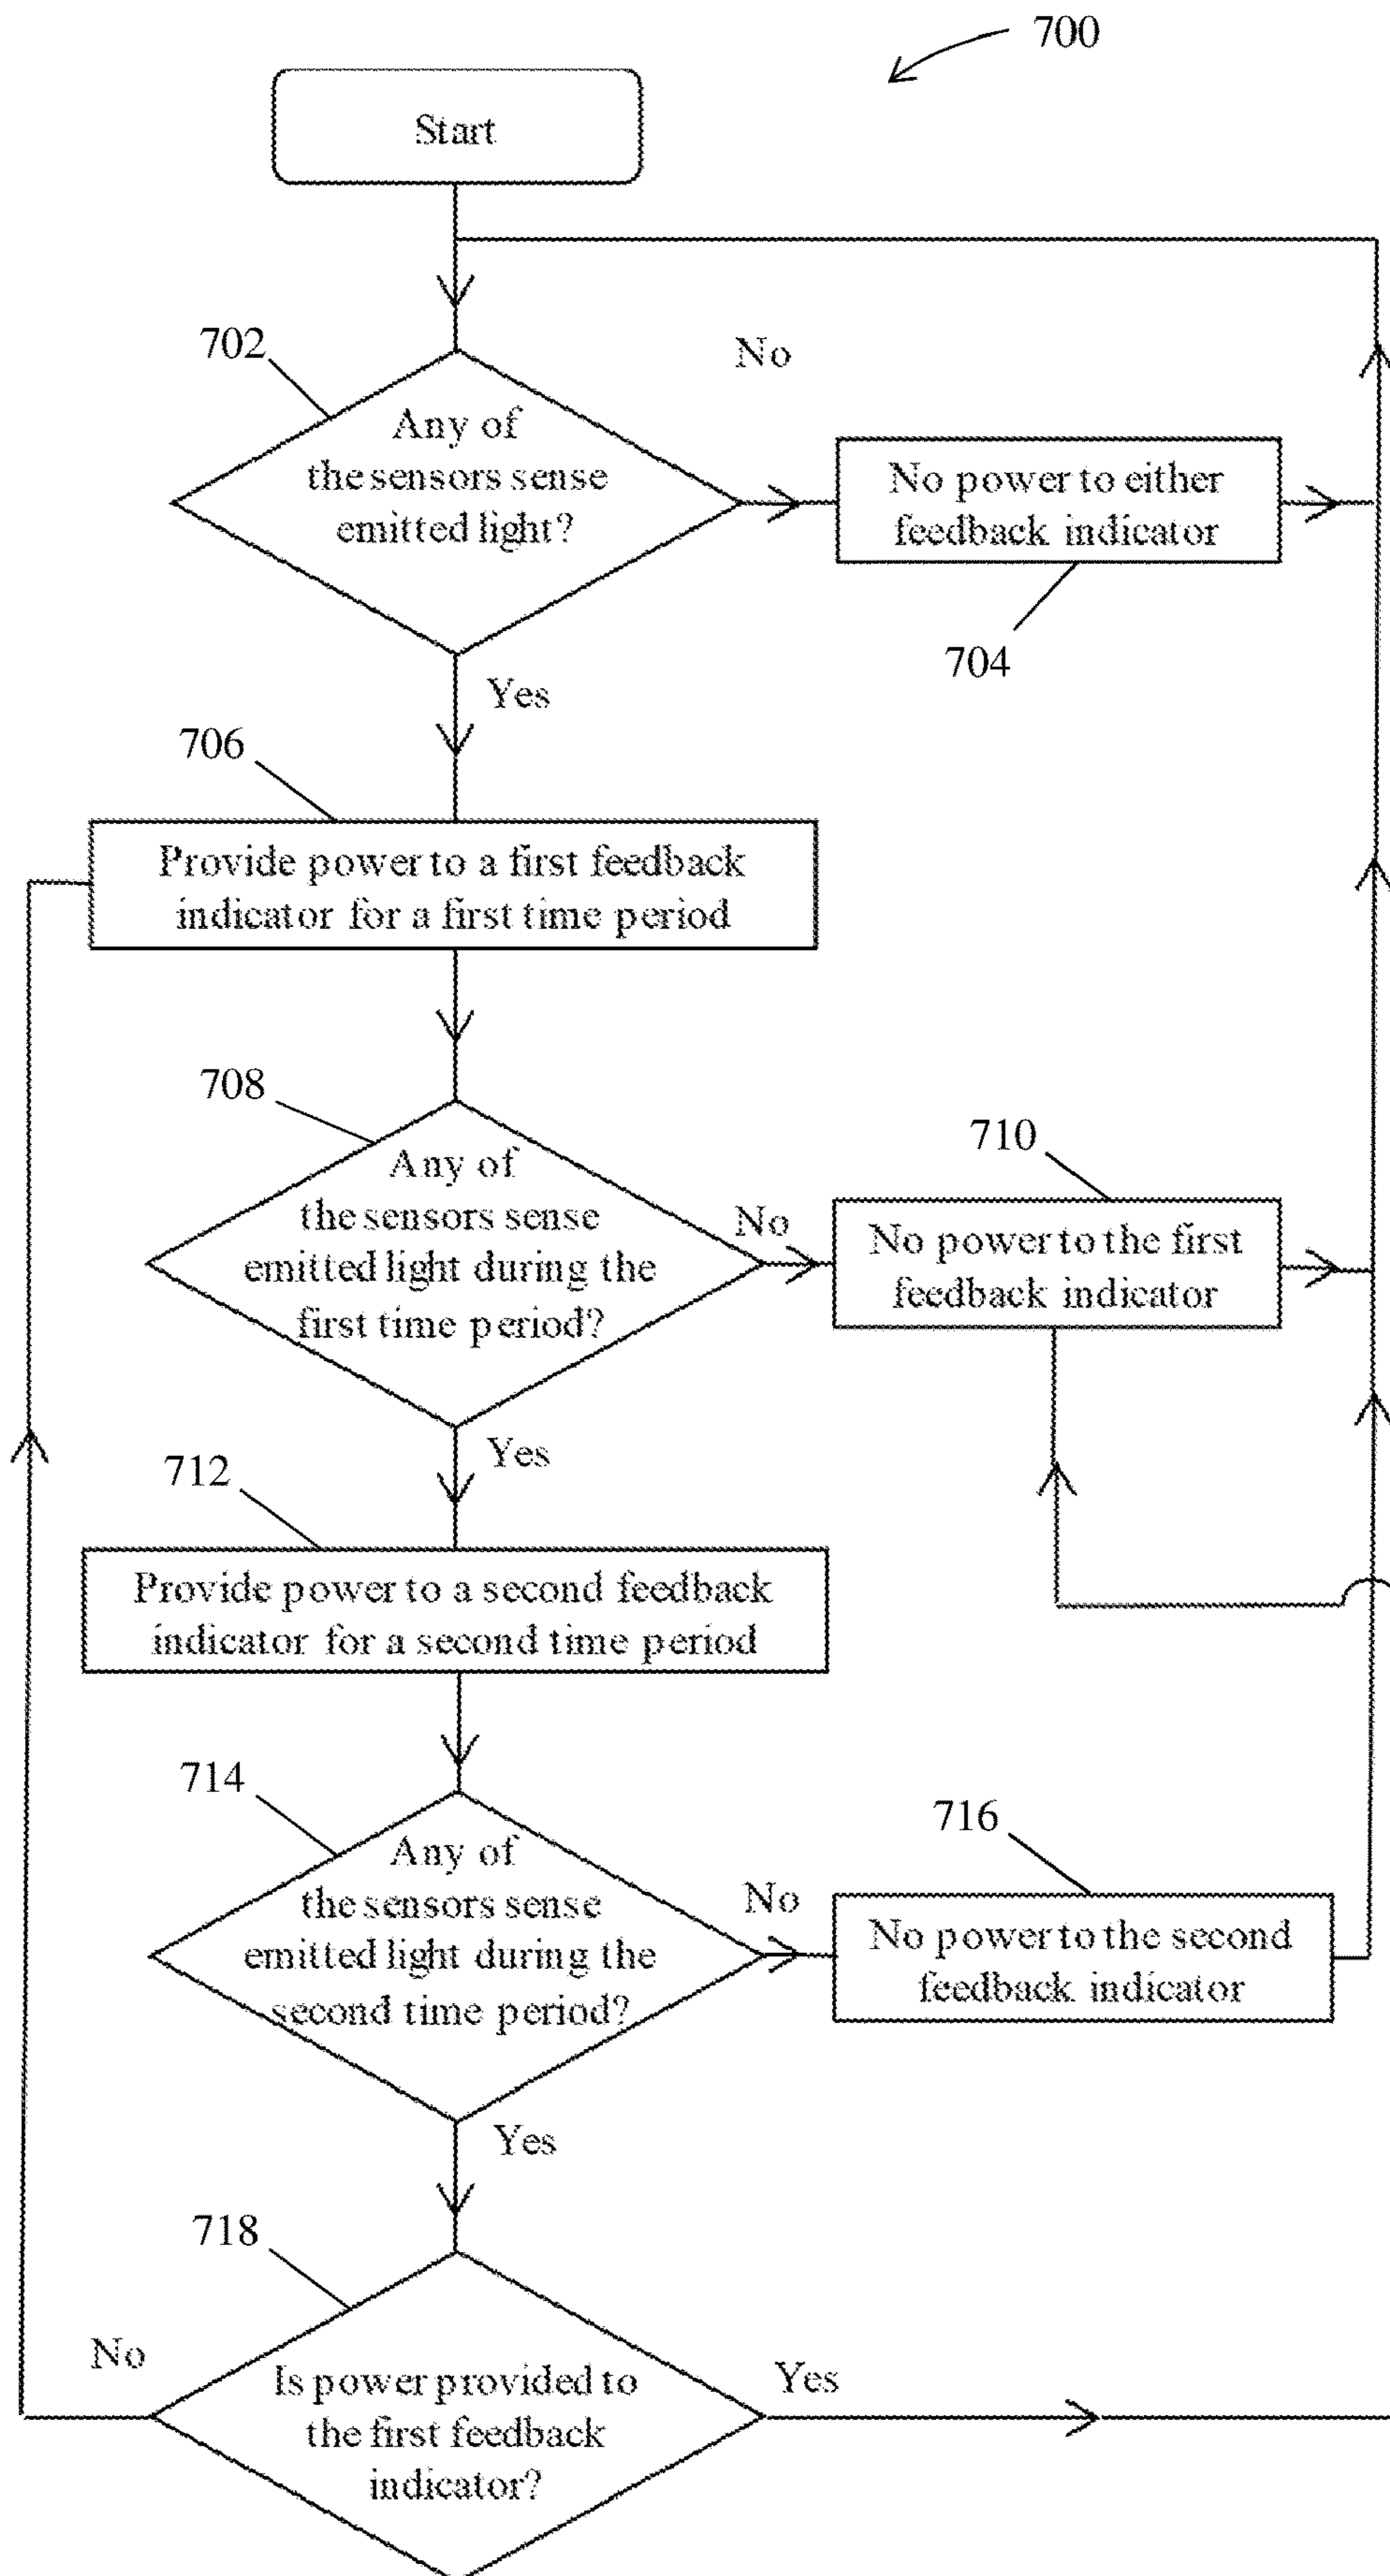 700
Start
702
No
Any of
the sensors sense
emitted light?
No power to either
feedback indicator
704
Yes
706
Provide power to a first feedback
indicator for a first time period
708
710
Any of
the sensors sense
emitted light during the
first time period?
No
No power to the first
feedback indicator
Yes
712
Provide power to a second feedback
indicator for a second time period
714
716
Any of
the sensors sense
emitted light during the
second time period?
No
No power to the second
feedback indicator
Yes
718
No
Is power provided to
the first feedback
indicator?
Yes